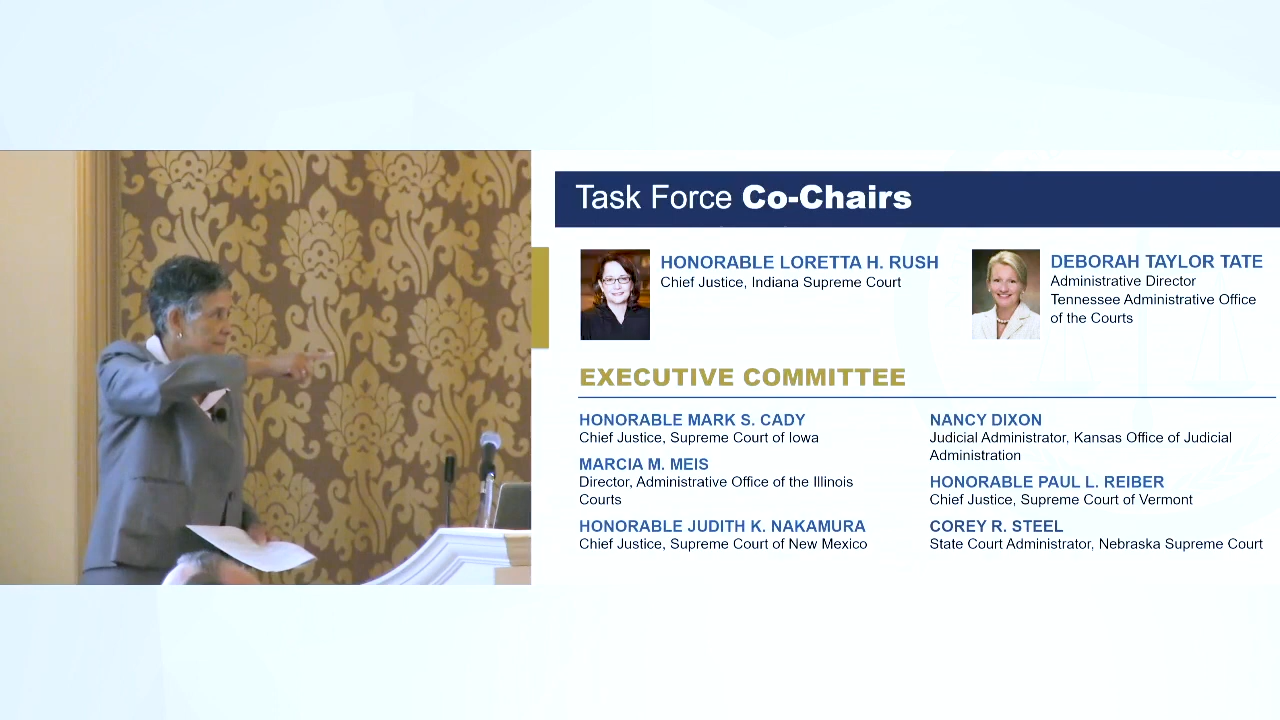 Task Force Co-Chairs
HONORABLE LORETTA H. RUSH
Chief Justice, Indiana Supreme Court
DEBORAH TAYLOR TATE
Administrative Director
Tennessee Administrative Office
of the Courts
EXECUTIVE COMMITTEE
HONORABLE MARK S. CADY
Chief Justice, Supreme Court of Iowa
MARCIA M. MEIS
Director, Administrative Office of the Illinois
Courts
HONORABLE JUDITH K. NAKAMURA
Chief Justice, Supreme Court of New Mexico
NANCY DIXON
Judicial Administrator, Kansas Office of Judicial
Administration
HONORABLE PAUL L. REIBER
Chief Justice, Supreme Court of Vermont
COREY R. STEEL
State Court Administrator, Nebraska Supreme Court